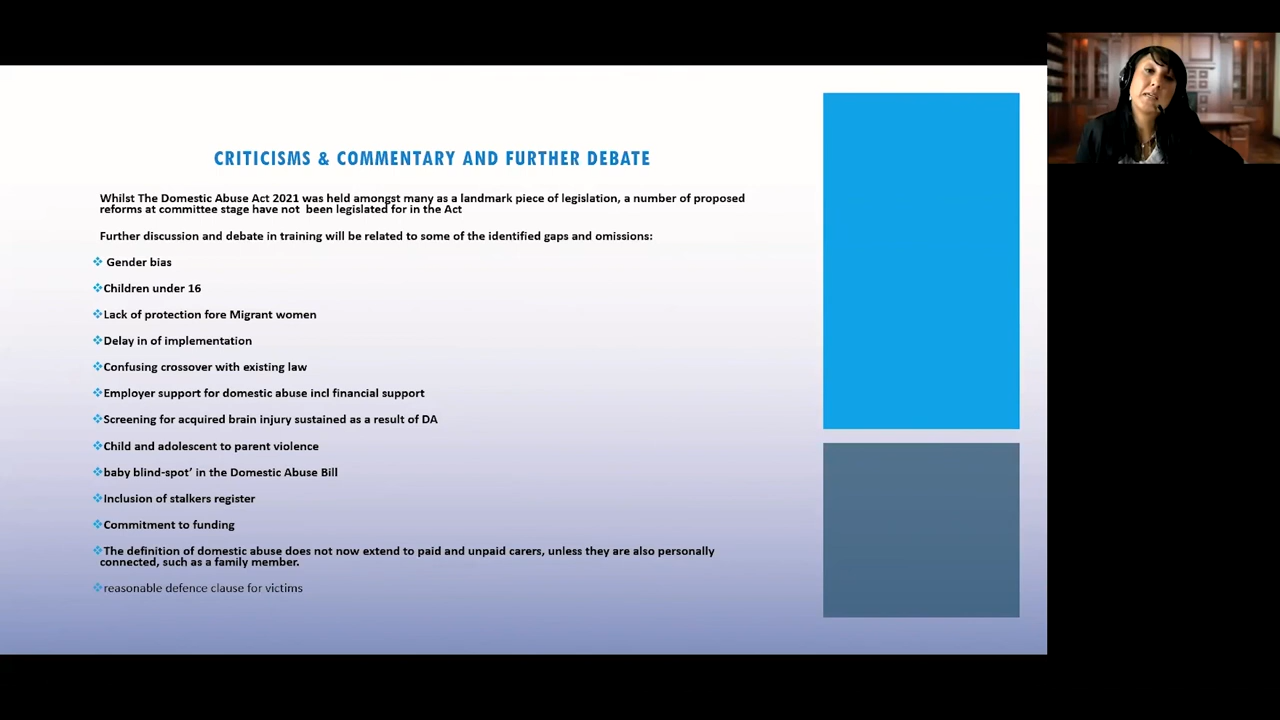 CRITICISMS & COMMENTARY AND FURTHER DEBATE
Whilst The Domestic Abuse Act 2021 was held amongst many as a landmark piece of legislation, a number of proposed
reforms at committee stage have not been legislated for in the Act
Further discussion and debate in training will be related to some of the identified gaps and omissions:
Gender bias
Children under 16
Lack of protection fore Migrant women
Delay in of implementation
Confusing crossover with existing law
Employer support for domestic abuse incl financial support
Screening for acquired brain injury sustained as a result of DA
Child and adolescent to parent violence
baby blind-spot’ in the Domestic Abuse Bill
Inclusion of stalkers register
Commitment to funding
The definition of domestic abuse does not now extend to paid and unpaid carers, unless they are also personally
connected, such as a family member.
reasonable defence clause for victims